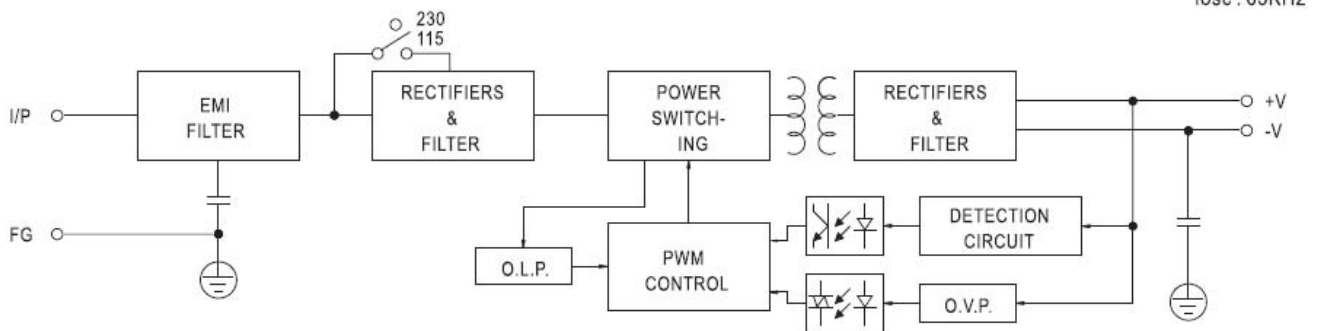 230
115
I/P
EMI
FILTER
RECTIFIERS
&
FILTER
POWER
SWITCH-
ING
RECTIFIERS
&
FILTER
+V
-V
FG
O.L.P.
PWM
CONTROL
DETECTION
CIRCUIT
O.V.P.